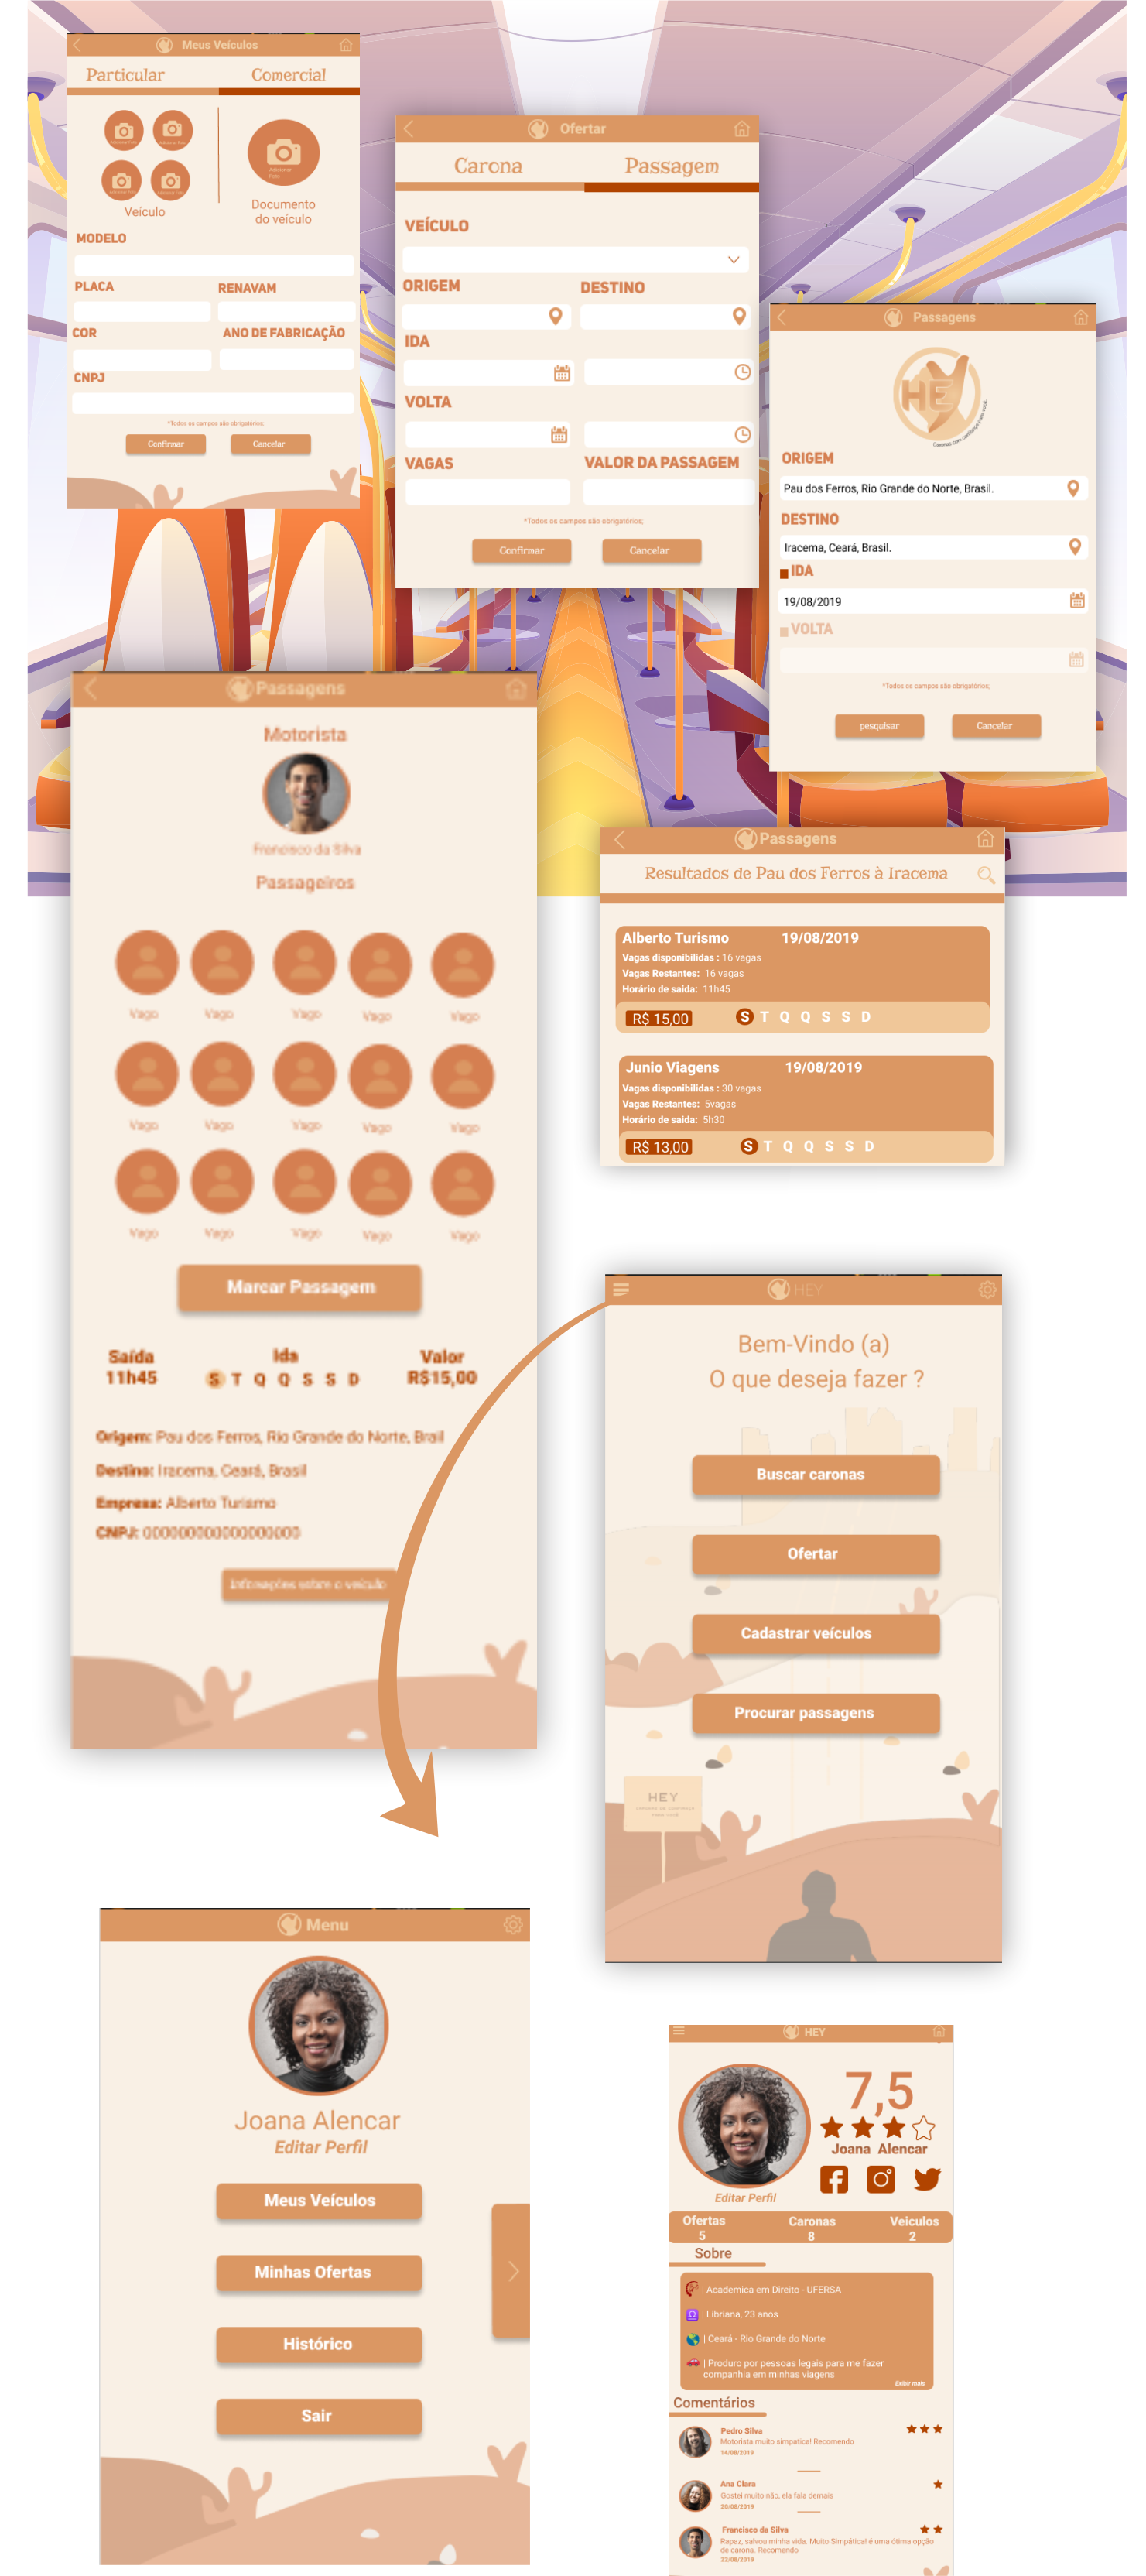 Meus Veículos
Particular Comercial
Adicionar
Foto
Veículo
Documento
do veículo
MODELO
PLACA RENAVAM
COR ANO DE FABRICAÇÃO
CNPJ
*Todos os campos são obrigatórios;
Confirmar Cancelar
Ofertar
Carona Passagem
VEÍCULO
ORIGEM DESTINO
IDA
VOLTA
VAGAS VALOR DA PASSAGEM
*Todos os campos são obrigatórios;
Confirmar Cancelar
Passagens
HEY
Caronas com confiança para você.
ORIGEM
Pau dos Ferros, Rio Grande do Norte, Brasil.
DESTINO
Iracema, Ceará, Brasil.
IDA
19/08/2019
VOLTA
*Todos os campos são obrigatórios;
pesquisar Cancelar
Passagens
Motorista
Francisco da Silva
Passageiros
Vago Vago Vago Vago Vago
Vago Vago Vago Vago Vago
Vago Vago Vago Vago Vago
Marcar Passagem
Saída Ida Valor
11h45 S T Q Q S S D R$15,00
Origem: Pau dos Ferros, Rio Grande do Norte, Brail
Destino: Iracema, Ceará, Brasil
Empresa: Alberto Turismo
CNPJ: 000000000000000000
Infromações sobre o veículo
Passagens
Resultados de Pau dos Ferros à Iracema
Alberto Turismo 19/08/2019
Vagas disponibilidas : 16 vagas
Vagas Restantes: 16 vagas
Horário de saida: 11h45
R$ 15,00 S T Q Q S S D
Junio Viagens 19/08/2019
Vagas disponibilidas : 30 vagas
Vagas Restantes: 5vagas
Horário de saida: 5h30
R$ 13,00 S T Q Q S S D
HEY
Bem-Vindo (a)
O que deseja fazer ?
Buscar caronas
Ofertar
Cadastrar veículos
Procurar passagens
HEY
Menu
Joana Alencar
Editar Perfil
Meus Veículos
Minhas Ofertas
Histórico
Sair
HEY
7,5
Joana Alencar
Editar Perfil
Ofertas Caronas Veiculos
5 8 2
Sobre
| Academica em Direito - UFERSA
| Libriana, 23 anos
| Ceará - Rio Grande do Norte
| Produro por pessoas legais para me fazer
companhia em minhas viagens
Exibir mais
Comentários
Pedro Silva
Motorista muito simpatica! Recomendo
14/08/2019
Ana Clara
Gostei muito não, ela fala demais
20/08/2019
Francisco da Silva
Rapaz, salvou minha vida. Muito Simpática! é uma ótima opção
de carona. Recomendo
22/08/2019